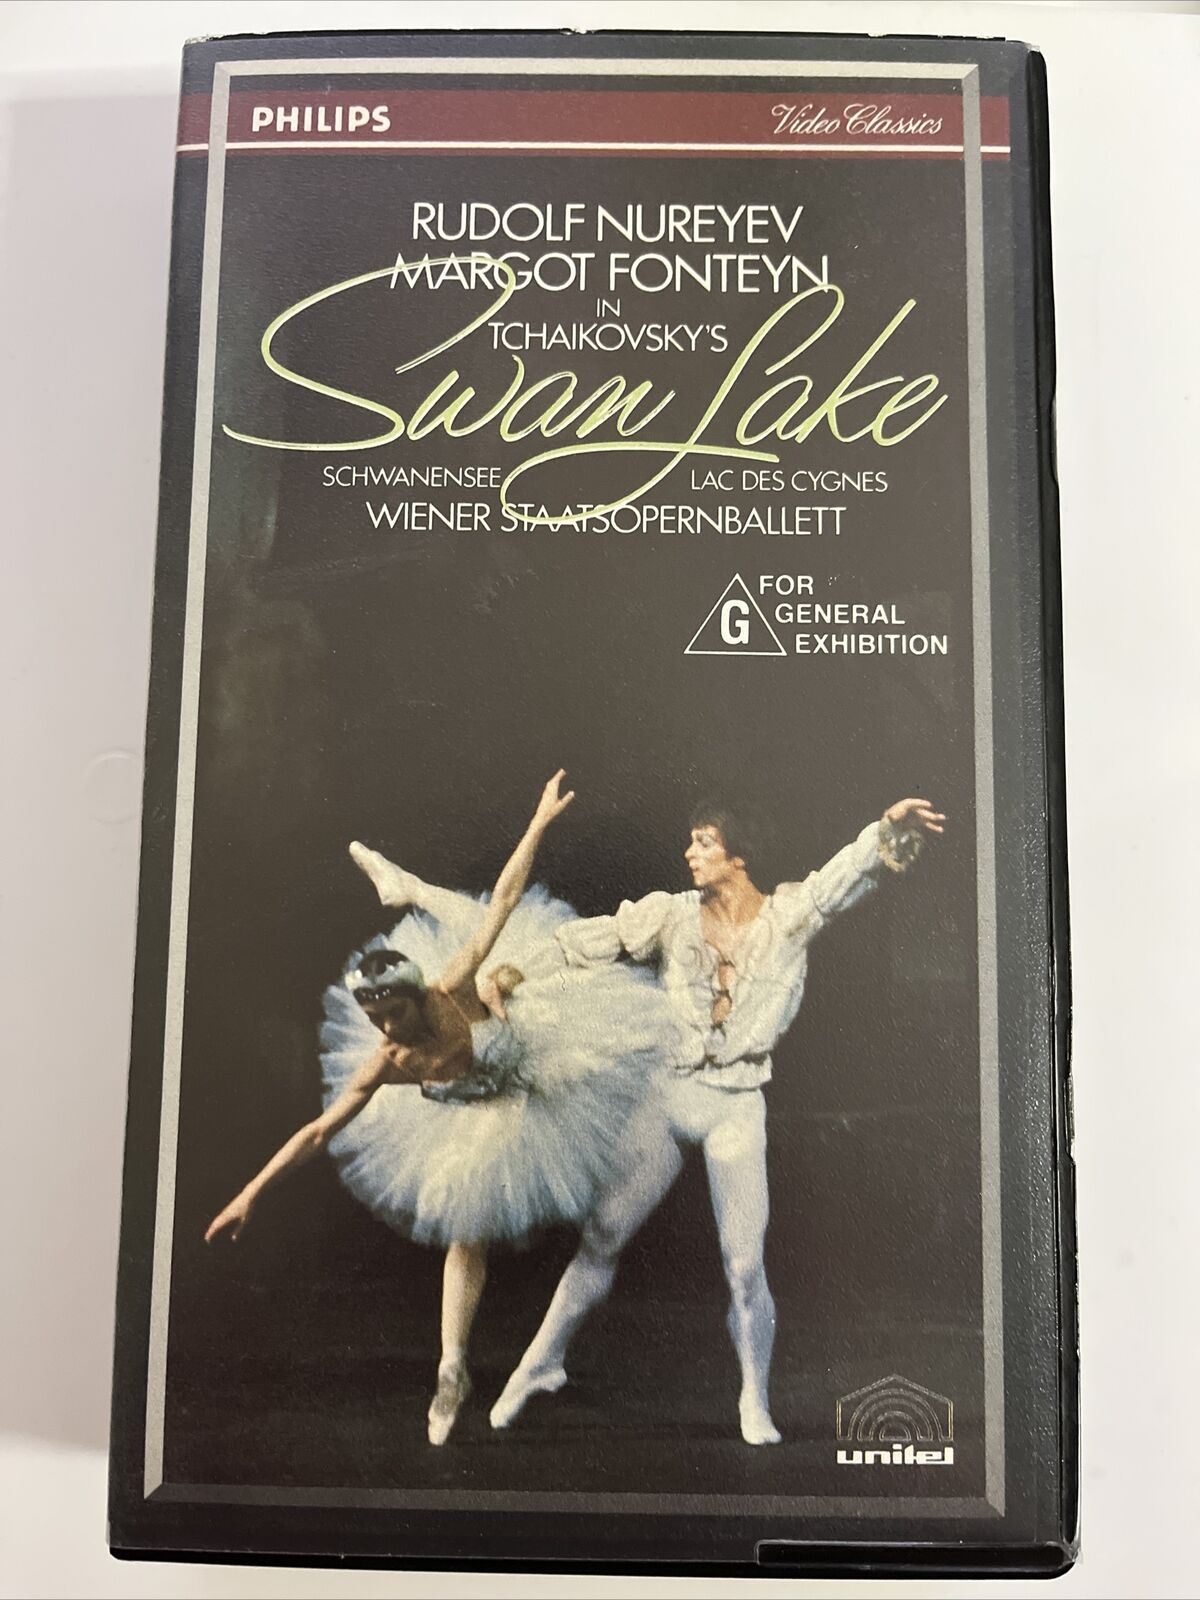 PHILIPS Video Classics
RUDOLF NUREYEV
MARGOT FONTEYN
IN
TCHAIKOVSKY'S
Swan Lake
SCHWANENSEE LAC DES CYGNES
WIENER STAATSOPERNBALLETT
G FOR
GENERAL
EXHIBITION
unitel